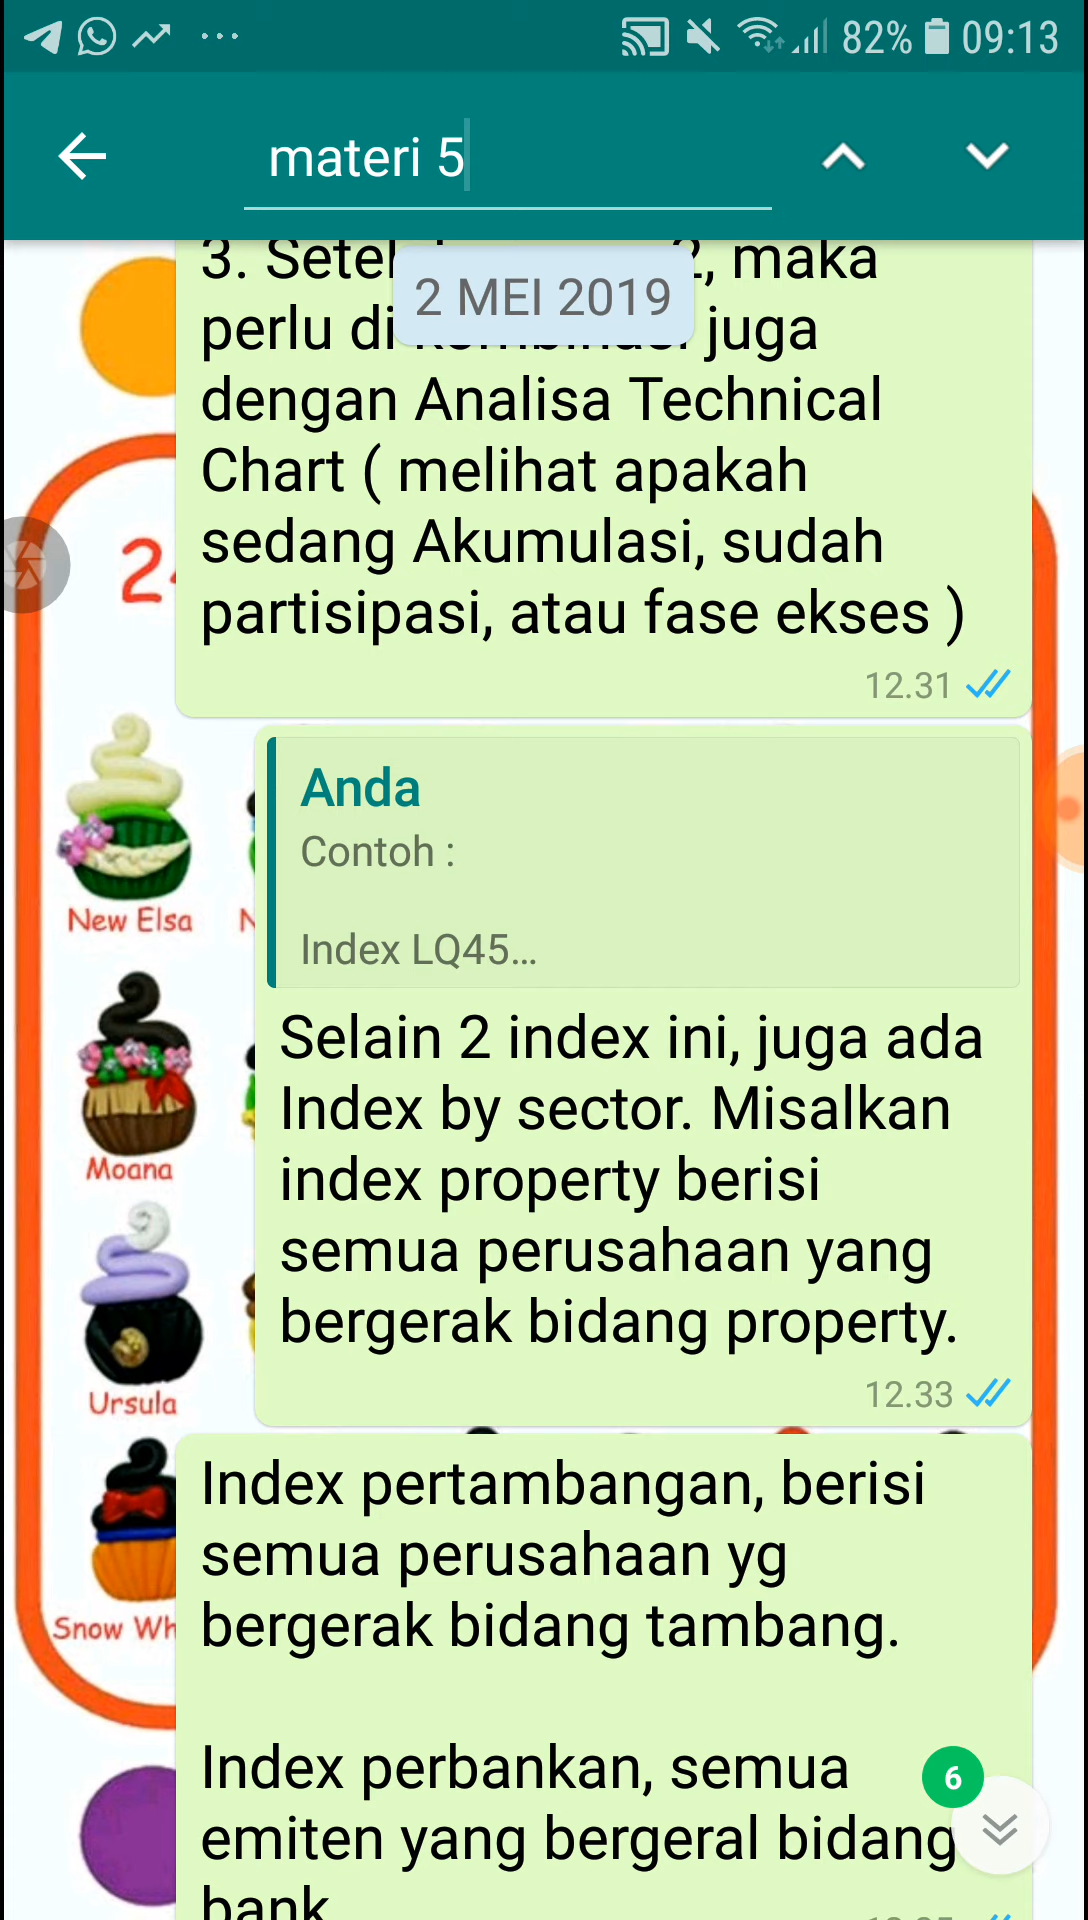 82% 09:13
materi 5
2 MEI 2019
3. 2, maka
perlu di juga
dengan Analisa Technical
Chart ( melihat apakah
sedang Akumulasi, sudah
partisipasi, atau fase ekses )
12.31
Anda
Contoh :
Index LQ45...
Selain 2 index ini, juga ada
Index by sector. Misalkan
index property berisi
semua perusahaan yang
bergerak bidang property.
12.33
Index pertambangan, berisi
semua perusahaan yg
bergerak bidang tambang.
Index perbankan, semua
emiten yang bergeral bidang
bank
6
2
New Elsa
N
Moana
Ursula
Snow Wh